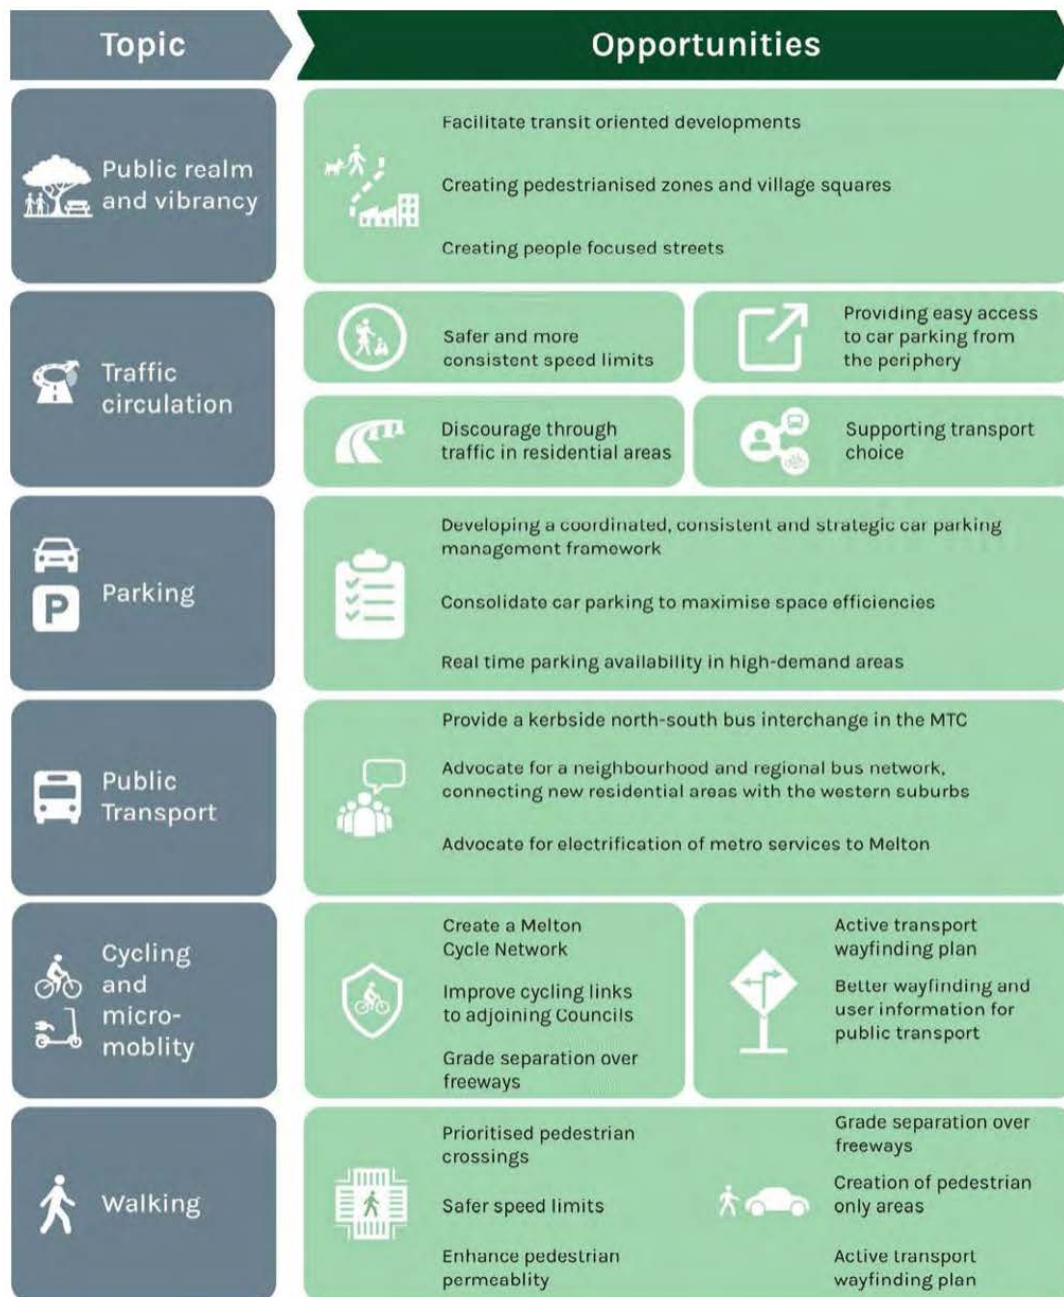 Topic
Opportunities
Public realm
and vibrancy
Facilitate transit oriented developments
Creating pedestrianised zones and village squares
Creating people focused streets
Traffic
circulation
Safer and more
consistent speed limits
Providing easy access
to car parking from
the periphery
Discourage through
traffic in residential areas
Supporting transport
choice
P
Parking
Developing a coordinated, consistent and strategic car parking
management framework
Consolidate car parking to maximise space efficiencies
Real time parking availability in high-demand areas
Public
Transport
Provide a kerbside north-south bus interchange in the MTC
Advocate for a neighbourhood and regional bus network,
connecting new residential areas with the western suburbs
Advocate for electrification of metro services to Melton
Cycling
and
micro-
moblity
Create a Melton
Cycle Network
Improve cycling links
to adjoining Councils
Grade separation over
freeways
Active transport
wayfinding plan
Better wayfinding and
user information for
public transport
Walking
Prioritised pedestrian
crossings
Safer speed limits
Enhance pedestrian
permeablity
Grade separation over
freeways
Creation of pedestrian
only areas
Active transport
wayfinding plan